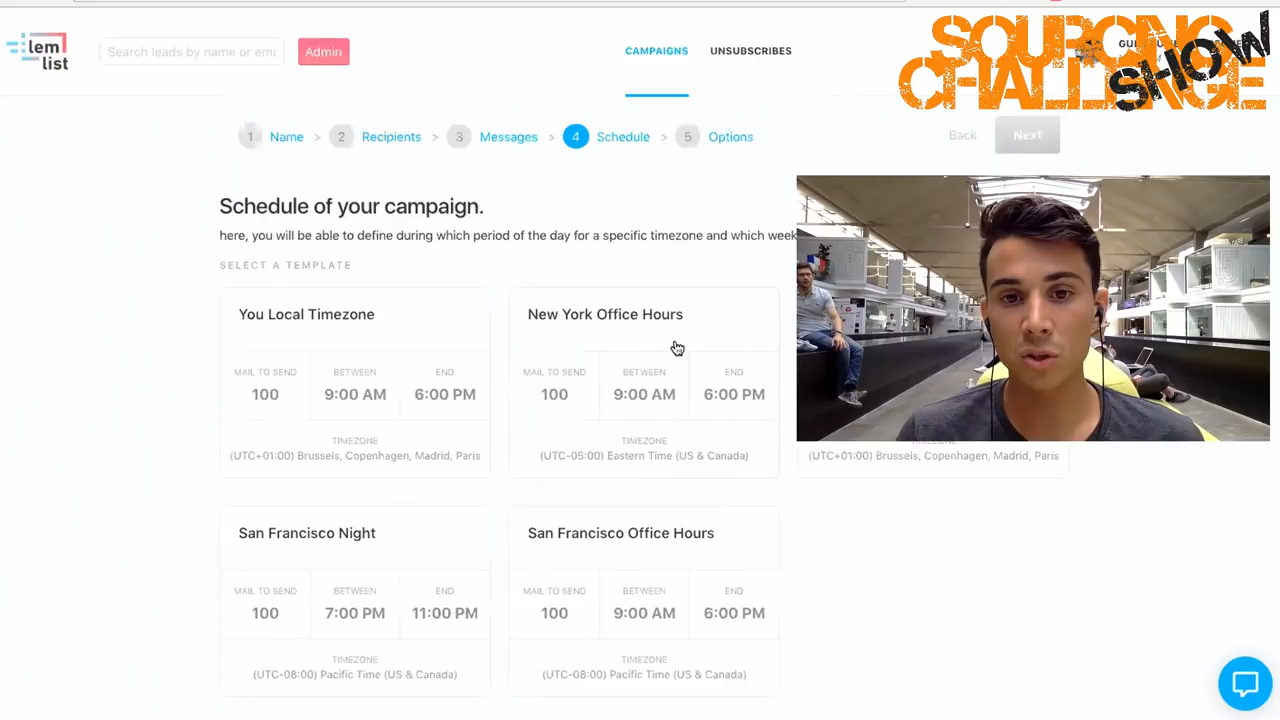 lem
list
Search leads by name or ema
Admin
CAMPAIGNS
UNSUBSCRIBES
SOURCING
CHALLENGE
SHOW
1 Name > 2 Recipients > 3 Messages > 4 Schedule > 5 Options
Back
Next
Schedule of your campaign.
here, you will be able to define during which period of the day for a specific timezone and which week
SELECT A TEMPLATE
You Local Timezone
MAIL TO SEND
BETWEEN
END
100
9:00 AM
6:00 PM
TIMEZONE
(UTC+01:00) Brussels, Copenhagen, Madrid, Paris
New York Office Hours
MAIL TO SEND
BETWEEN
END
100
9:00 AM
6:00 PM
TIMEZONE
(UTC-05:00) Eastern Time (US & Canada)
(UTC+01:00) Brussels, Copenhagen, Madrid, Paris
San Francisco Night
MAIL TO SEND
BETWEEN
END
100
7:00 PM
11:00 PM
TIMEZONE
(UTC-08:00) Pacific Time (US & Canada)
San Francisco Office Hours
MAIL TO SEND
BETWEEN
END
100
9:00 AM
6:00 PM
TIMEZONE
(UTC-08:00) Pacific Time (US & Canada)